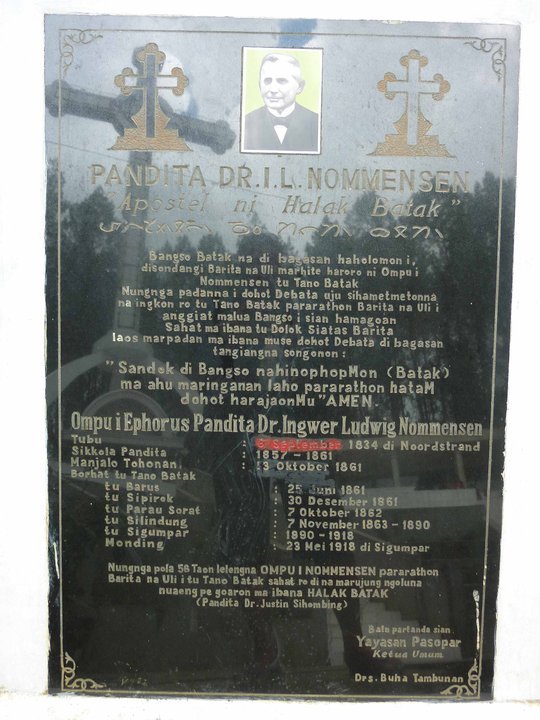 PANDITA DR.I.L.NOMMENSEN
Apostel ni Halak Batak"
Bangso Batak na di bagasan haholomon i,
disondangi Barita na Uli marhite haroro ni Ompu i
Nommensen tu Tano Batak
Nungnga padanna i dohot Debata uju sihametmetonna
na ingkon ro tu Tano Batak pararathon Barita na Uli i
anggiat malua Bangso i sian hamagoan
Sahat ma ibana tu Dolok Siatas Barita
laos marpadan ma ibana muse dohot Debata di bagasan
tangiangna songonon :
"Sandok di Bangso nahinophopMon (Batak)
ma ahu maringanan laho pararathon hataM
dohot harajaonMu "AMEN.
Ompu i Ephorus Pandita Dr.Ingwer Ludwig Nommensen
Tubu : 6 September 1834 di Noordstrand
Sikkola Pandita : 1857 - 1861
Manjalo Tohonan : 13 Oktober 1861
Borhat tu Tano Batak
tu Barus : 25 Juni 1861
tu Sipirok : 30 Desember 1861
tu Parau Sorat : 7 Oktober 1862
tu Silindung : 7 November 1863 - 1890
tu Sigumpar : 1890 - 1918
Monding : 23 Mei 1918 di Sigumpar
Nungnga pola 56 Taon lelengna OMPU I NOMMENSEN pararathon
Barita na Uli i tu Tano Batak sahat ro di na marujung ngoluna
nuaeng pe goaron ma ibana HALAK BATAK
(Pandita Dr. Justin Sihombing)
Batu partanda sian
Yayasan Pasopar
Ketua Umum
Drs. Buha Tambunan